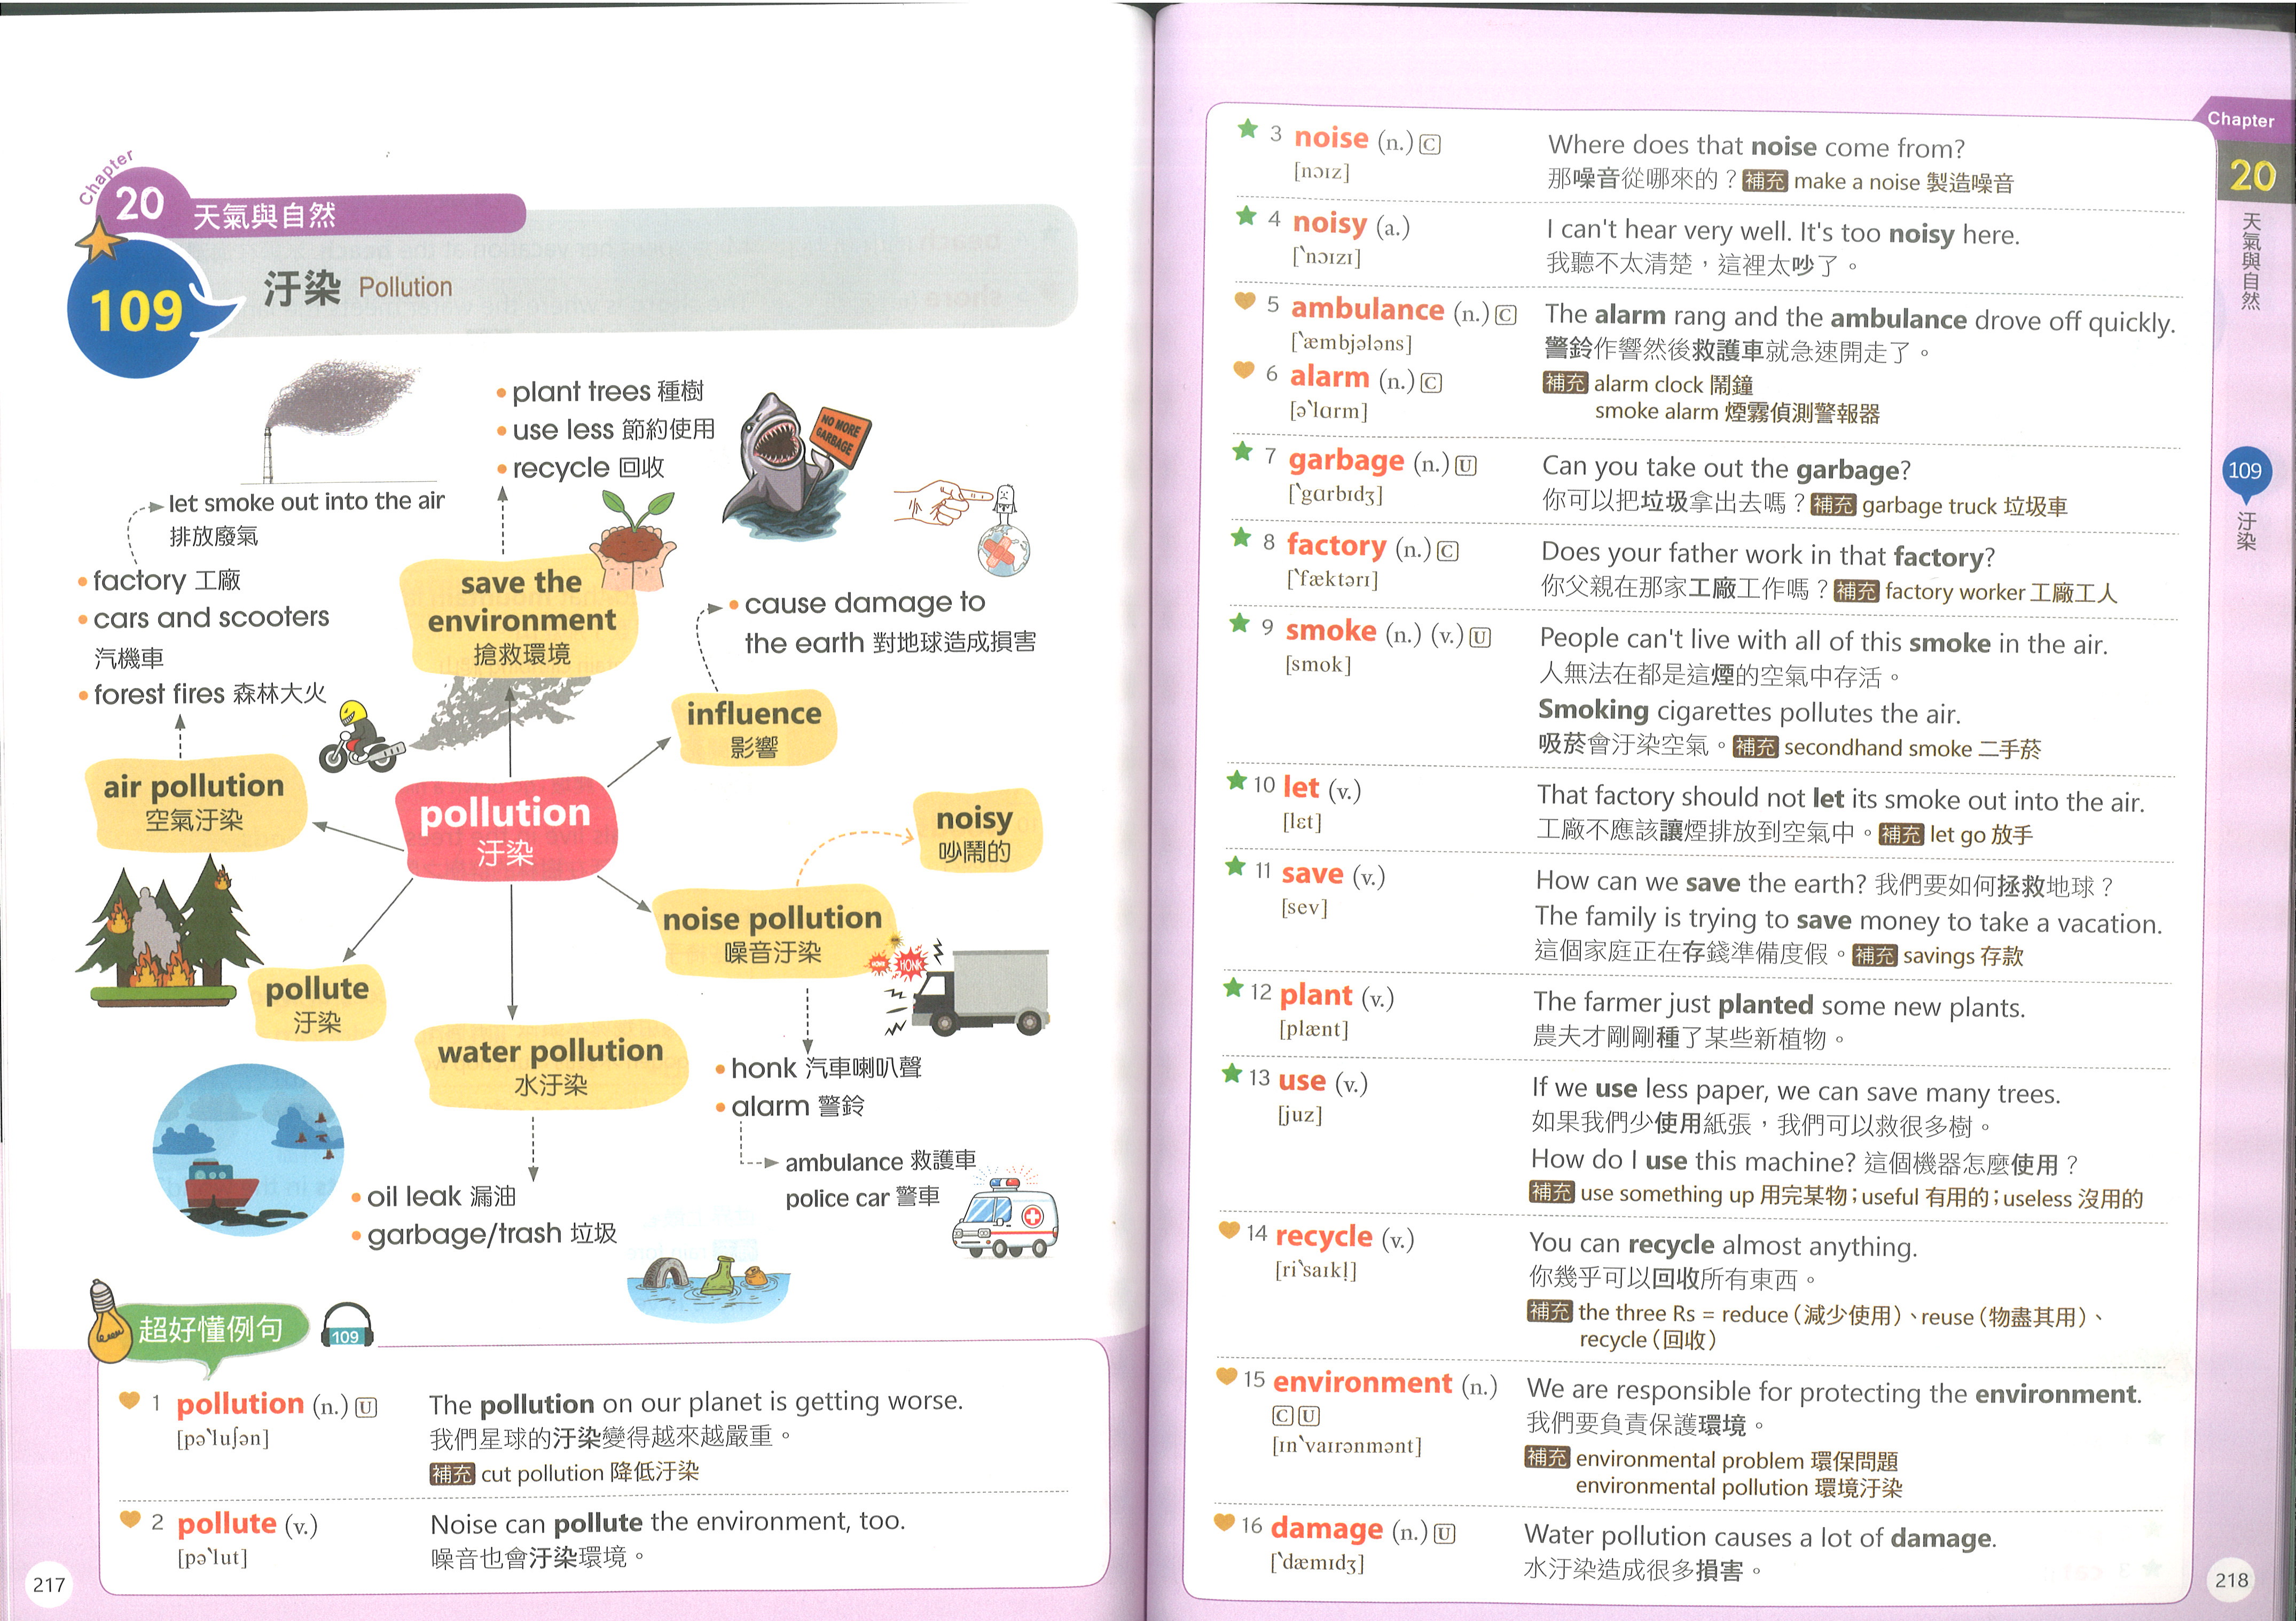 Chapter
20 天氣與自然
109 汙染 Pollution
plant trees 種樹
use less 節約使用
recycle 回收
NO MORE
GARBAGE
let smoke out into the air
排放廢氣
factory 工廠
cars and scooters
汽機車
forest fires 森林大火
save the
environment
搶救環境
cause damage to
the earth 對地球造成損害
influence
影響
air pollution
空氣汙染
pollution
汙染
noisy
吵鬧的
noise pollution
噪音汙染
HONK
pollute
汙染
water pollution
水汙染
honk 汽車喇叭聲
alarm 警鈴
ambulance 救護車
police car 警車
oil leak 漏油
garbage/trash 垃圾
超好懂例句
109
1 pollution (n.) U
[pəˋluʃən]
The pollution on our planet is getting worse.
我們星球的汙染變得越來越嚴重。
補充 cut pollution 降低汙染
2 pollute (v.)
[pəˋlut]
Noise can pollute the environment, too.
噪音也會汙染環境。
217
3 noise (n.) C
[nɔɪz]
Where does that noise come from?
那噪音從哪來的？補充 make a noise 製造噪音
4 noisy (a.)
[ˋnɔɪzɪ]
I can't hear very well. It's too noisy here.
我聽不太清楚，這裡太吵了。
5 ambulance (n.) C
[ˋæmbjələns]
6 alarm (n.) C
[əˋlɑrm]
The alarm rang and the ambulance drove off quickly.
警鈴作響然後救護車就急速開走了。
補充 alarm clock 鬧鐘
smoke alarm 煙霧偵測警報器
7 garbage (n.) U
[ˋgɑrbɪdʒ]
Can you take out the garbage?
你可以把垃圾拿出去嗎？補充 garbage truck 垃圾車
8 factory (n.) C
[ˋfæktərɪ]
Does your father work in that factory?
你父親在那家工廠工作嗎？補充 factory worker 工廠工人
9 smoke (n.) (v.) U
[smok]
People can't live with all of this smoke in the air.
人無法在都是這煙的空氣中存活。
Smoking cigarettes pollutes the air.
吸菸會汙染空氣。補充 secondhand smoke 二手菸
10 let (v.)
[lɛt]
That factory should not let its smoke out into the air.
工廠不應該讓煙排放到空氣中。補充 let go 放手
11 save (v.)
[sev]
How can we save the earth? 我們要如何拯救地球？
The family is trying to save money to take a vacation.
這個家庭正在存錢準備度假。補充 savings 存款
12 plant (v.)
[plænt]
The farmer just planted some new plants.
農夫才剛剛種了某些新植物。
13 use (v.)
[juz]
If we use less paper, we can save many trees.
如果我們少使用紙張，我們可以救很多樹。
How do I use this machine? 這個機器怎麼使用？
補充 use something up 用完某物；useful 有用的；useless 沒用的
14 recycle (v.)
[riˋsaɪkl̩]
You can recycle almost anything.
你幾乎可以回收所有東西。
補充 the three Rs = reduce（減少使用）、reuse（物盡其用）、
recycle（回收）
15 environment (n.)
C U
[ɪnˋvaɪrənmənt]
We are responsible for protecting the environment.
我們要負責保護環境。
補充 environmental problem 環保問題
environmental pollution 環境汙染
16 damage (n.) U
[ˋdæmɪdʒ]
Water pollution causes a lot of damage.
水汙染造成很多損害。
Chapter
20
天氣與自然
109
汙染
218